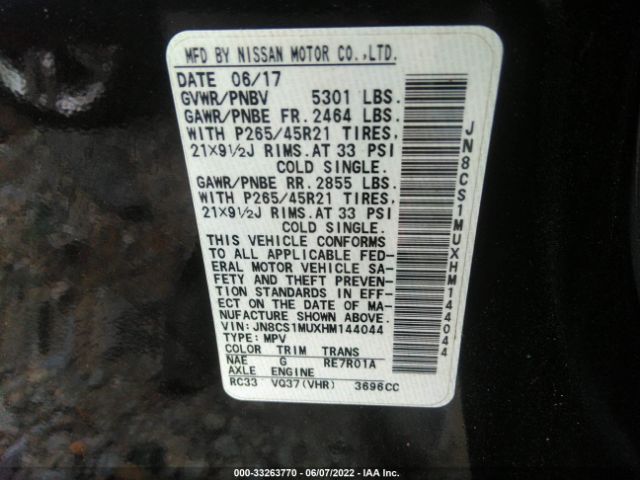 MFD BY NISSAN MOTOR CO.,LTD.
DATE 06/17
GVWR/PNBV 5301 LBS.
GAWR/PNBE FR. 2464 LBS.
WITH P265/45R21 TIRES,
21X9½J RIMS.AT 33 PSI
COLD SINGLE.
GAWR/PNBE RR. 2855 LBS.
WITH P265/45R21 TIRES,
21X9½J RIMS.AT 33 PSI
COLD SINGLE.
THIS VEHICLE CONFORMS
TO ALL APPLICABLE FED-
ERAL MOTOR VEHICLE SA-
FETY AND THEFT PREVEN-
TION STANDARDS IN EFF-
ECT ON THE DATE OF MA-
NUFACTURE SHOWN ABOVE.
VIN: JN8CS1MUXHM144044
TYPE: MPV
COLOR TRIM TRANS
NAE G RE7R01A
AXLE ENGINE
RC33 VQ37(VHR) 3696CC
JN8CS1MUXHM144044
000-33263770 - 06/07/2022 - IAA Inc.